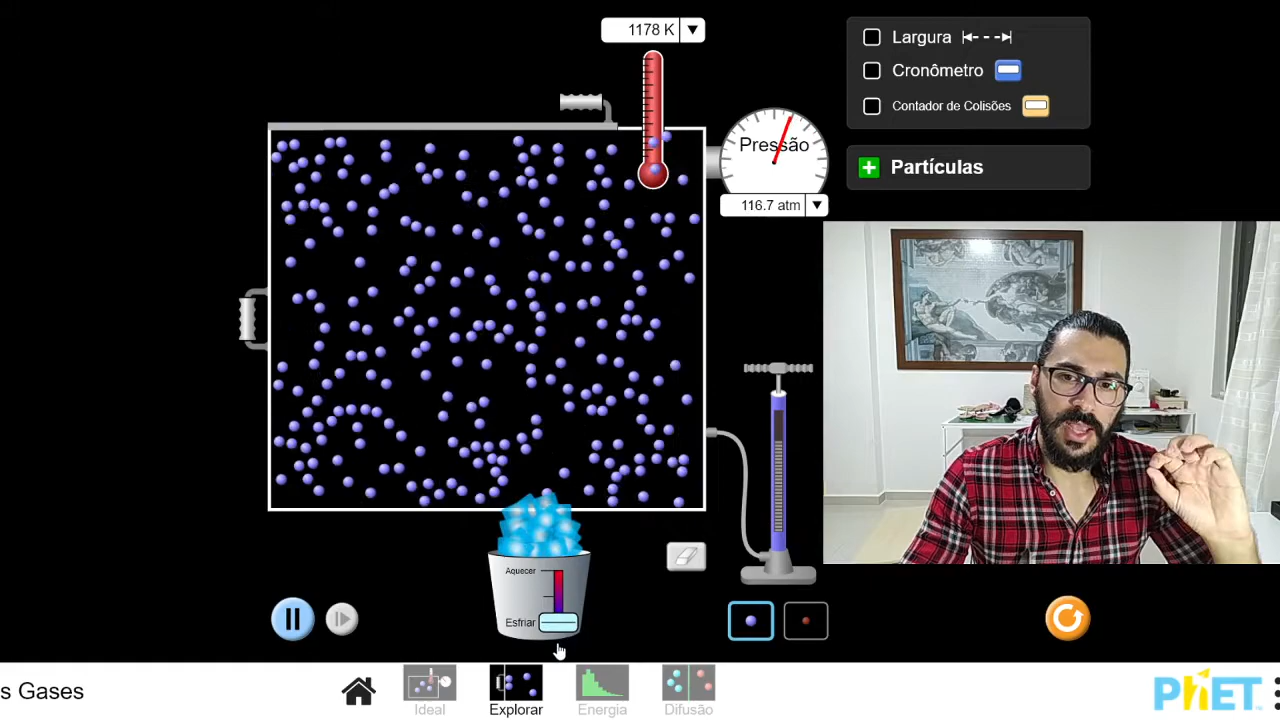 1178 K
Largura
Cronômetro
Contador de Colisões
Pressão
116.7 atm
Partículas
Aquecer
Esfriar
s Gases
Ideal
Explorar
Energia
Difusão
PhET